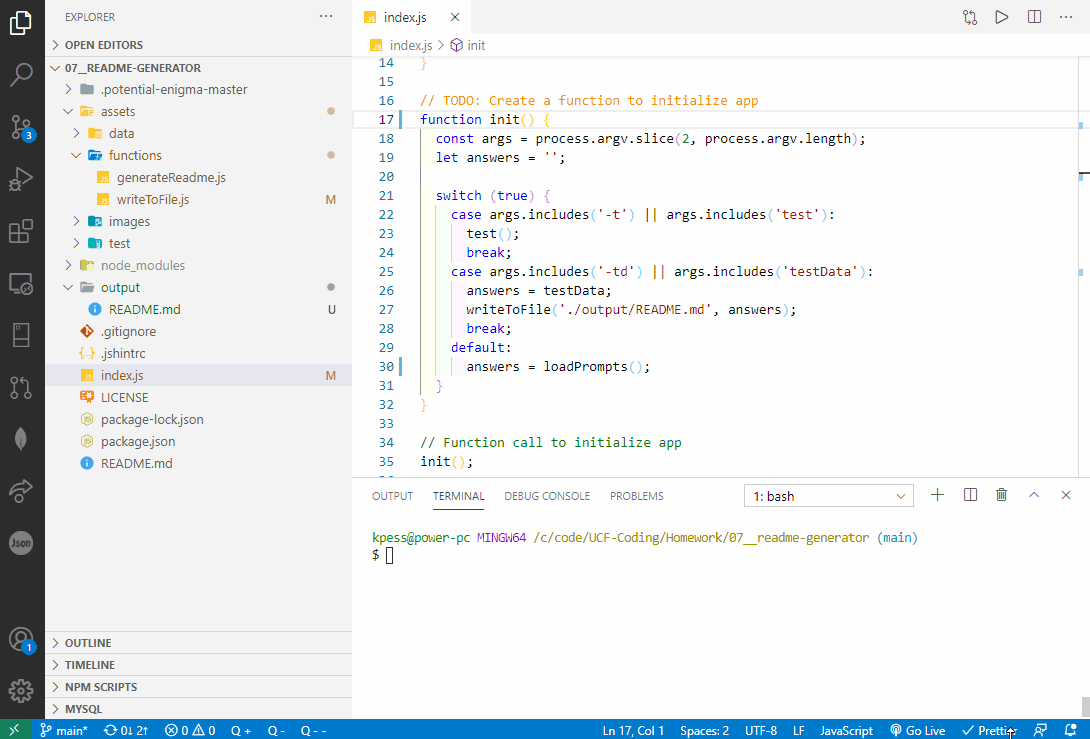 EXPLORER
OPEN EDITORS
07__README-GENERATOR
.potential-enigma-master
assets
data
functions
generateReadme.js
writeToFile.js M
images
test
node_modules
output
README.md U
.gitignore
.jshintrc
index.js M
LICENSE
package-lock.json
package.json
README.md
OUTLINE
TIMELINE
NPM SCRIPTS
MYSQL
3
Json
1
index.js
index.js > init
14 }
15
16 // TODO: Create a function to initialize app
17 function init() {
18 const args = process.argv.slice(2, process.argv.length);
19 let answers = '';
20
21 switch (true) {
22 case args.includes('-t') || args.includes('test'):
23 test();
24 break;
25 case args.includes('-td') || args.includes('testData'):
26 answers = testData;
27 writeToFile('./output/README.md', answers);
28 break;
29 default:
30 answers = loadPrompts();
31 }
32 }
33
34 // Function call to initialize app
35 init();
OUTPUT TERMINAL DEBUG CONSOLE PROBLEMS 1: bash
kpess@power-pc MINGW64 /c/code/UCF-Coding/Homework/07__readme-generator (main)
$
main* 0↓ 2↑ 0 0 Q + Q - Q - - Ln 17, Col 1 Spaces: 2 UTF-8 LF JavaScript Go Live